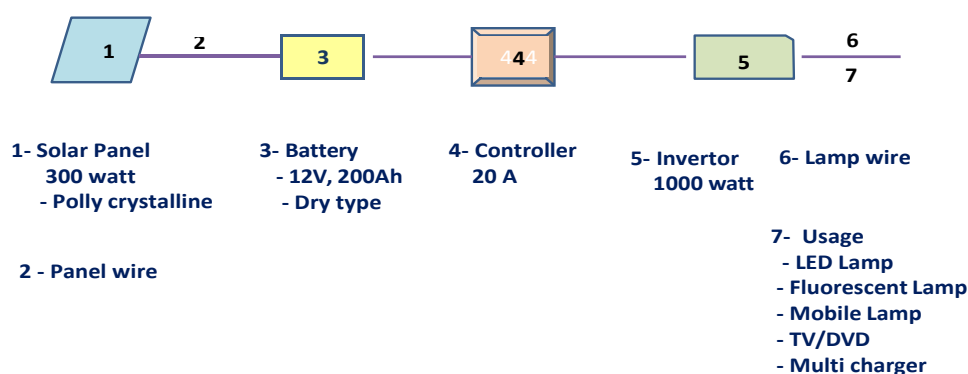 1
2
3
4
5
6
7
1- Solar Panel
300 watt
- Polly crystalline
2 - Panel wire
3- Battery
- 12V, 200Ah
- Dry type
4- Controller
20 A
5- Invertor
1000 watt
6- Lamp wire
7- Usage
- LED Lamp
- Fluorescent Lamp
- Mobile Lamp
- TV/DVD
- Multi charger